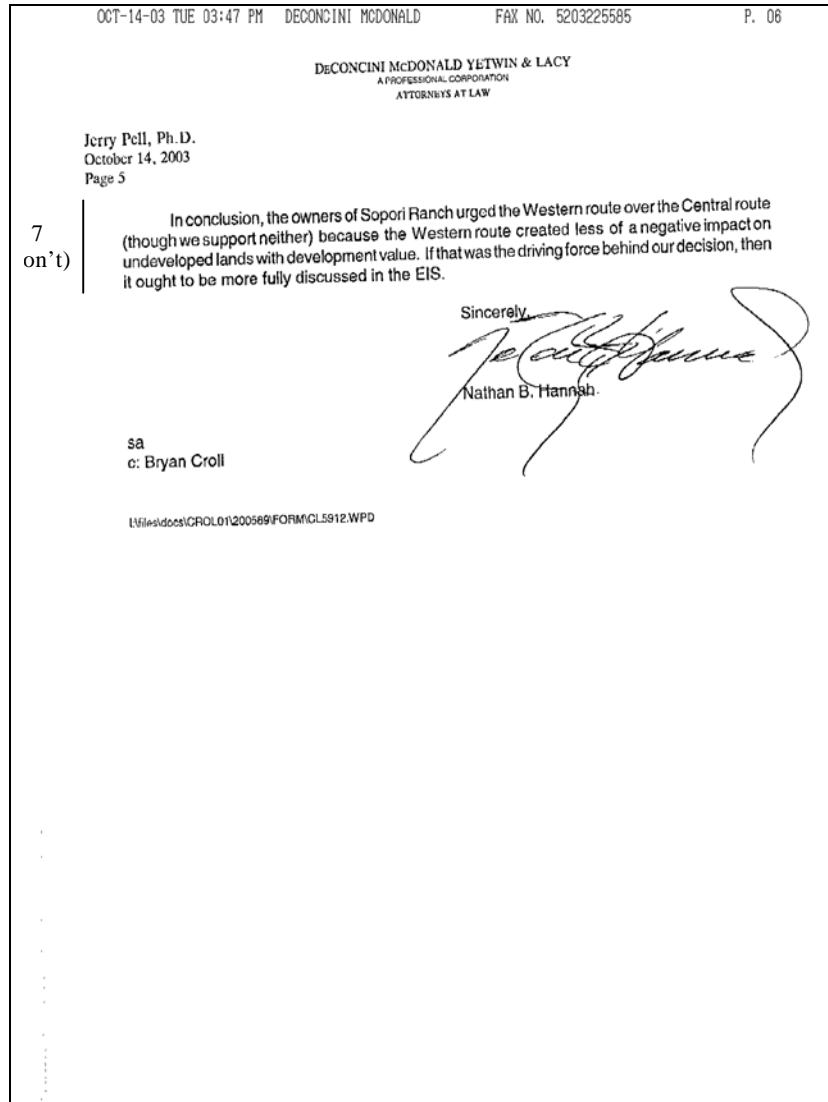 OCT-14-03 TUE 03:47 PM DECONCINI MCDONALD FAX NO. 5203225585 P. 06
DECONCINI MCDONALD YETWIN & LACY
A PROFESSIONAL CORPORATION
ATTORNEYS AT LAW
Jerry Pell, Ph.D.
October 14, 2003
Page 5
7
on't)
In conclusion, the owners of Sopori Ranch urged the Western route over the Central route
(though we support neither) because the Western route created less of a negative impact on
undeveloped lands with development value. If that was the driving force behind our decision, then
it ought to be more fully discussed in the EIS.
Sincerely,
Nathan B. Hannah
sa
c: Bryan Croll
I:\files\docs\CROL01\200569\FORM\CL5912.WPD